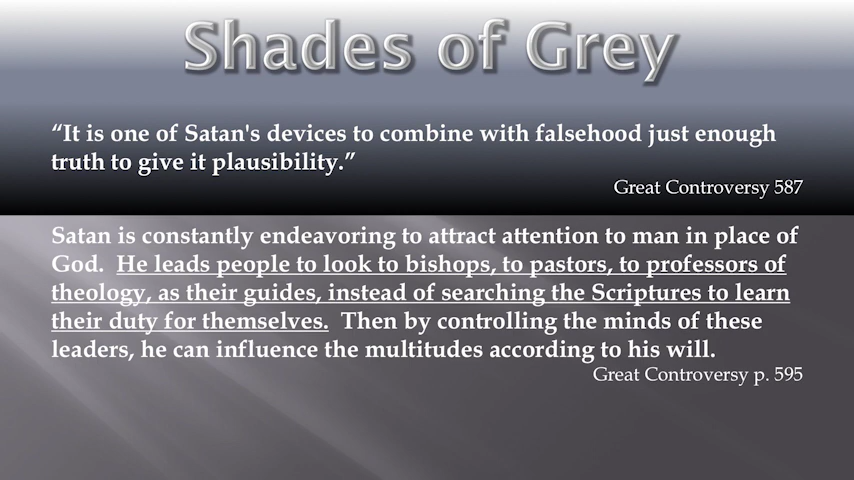 Shades of Grey
“It is one of Satan's devices to combine with falsehood just enough
truth to give it plausibility.”
Great Controversy 587
Satan is constantly endeavoring to attract attention to man in place of
God.  He leads people to look to bishops, to pastors, to professors of
theology, as their guides, instead of searching the Scriptures to learn
their duty for themselves.  Then by controlling the minds of these
leaders, he can influence the multitudes according to his will.
Great Controversy p. 595